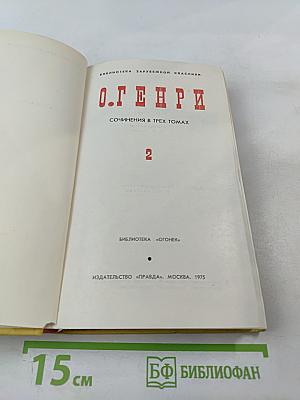 БИБЛИОТЕКА ЗАРУБЕЖНОЙ КЛАССИКИ
О.ГЕНРИ
СОЧИНЕНИЯ В ТРЕХ ТОМАХ
2
БИБЛИОТЕКА «ОГОНЕК»
ИЗДАТЕЛЬСТВО «ПРАВДА». МОСКВА. 1975
15 см
БФ БИБЛИОФАН